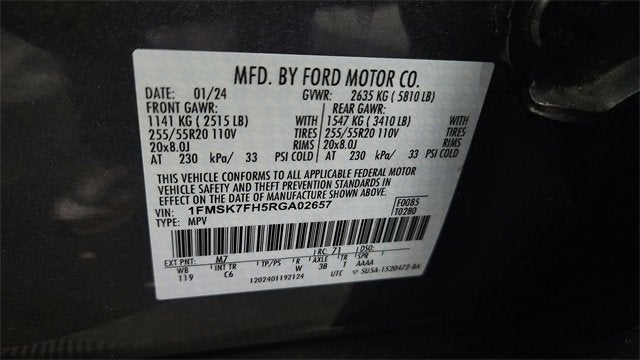 MFD. BY FORD MOTOR CO.
DATE: 01/24 GVWR: 2635 KG ( 5810 LB)
FRONT GAWR: REAR GAWR:
1141 KG ( 2515 LB) WITH 1547 KG ( 3410 LB) WITH
255/55R20 110V TIRES 255/55R20 110V TIRES
20x8.0J RIMS 20x8.0J RIMS
AT 230 kPa/ 33 PSI COLD AT 230 kPa/ 33 PSI COLD
THIS VEHICLE CONFORMS TO ALL APPLICABLE FEDERAL MOTOR
VEHICLE SAFETY AND THEFT PREVENTION STANDARDS IN
EFFECT ON THE DATE OF MANUFACTURE SHOWN ABOVE.
VIN: 1FMSK7FH5RGA02657 F0085
TYPE: MPV T0280
EXT PNT: M7 RC: 71 DSO:
WB INT TR TP/PS R AXLE TR SPR
119 C6 W 3B T AAAA
1202401192124 UTC ▽ 5U5A-1520472-BA